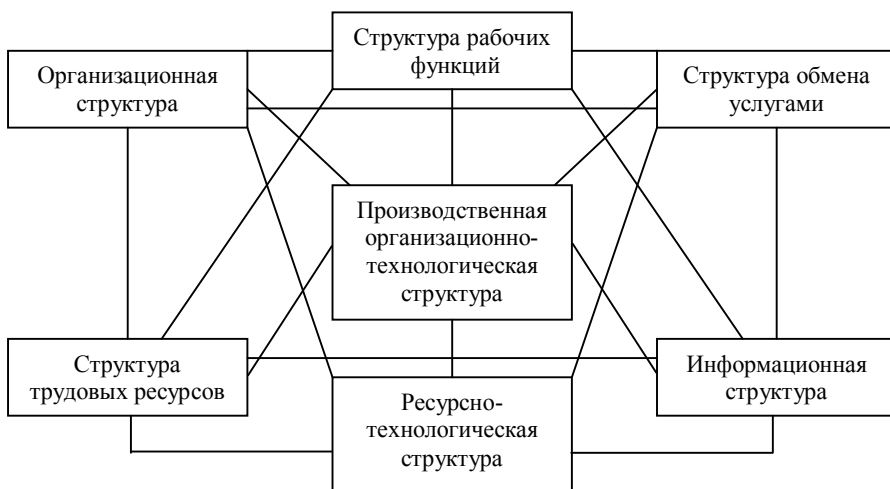 Структура рабочих
функций
Организационная
структура
Структура обмена
услугами
Производственная
организационно-
технологическая
структура
Структура
трудовых ресурсов
Информационная
структура
Ресурсно-
технологическая
структура